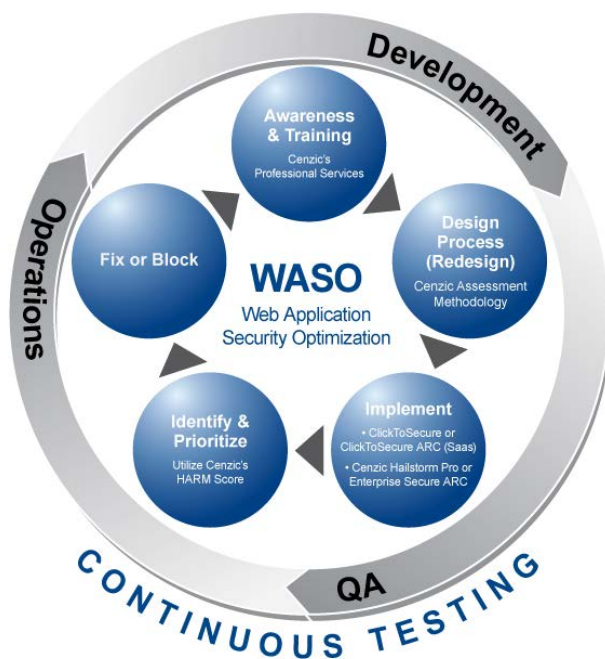 Development
Awareness
& Training
Cenzic's
Professional Services
Design
Process
(Redesign)
Cenzic Assessment
Methodology
Implement
• ClickToSecure or
ClickToSecure ARC (Saas)
• Cenzic Hailstorm Pro or
Enterprise Secure ARC
Identify &
Prioritize
Utilize Cenzic's
HARM Score
Fix or Block
WASO
Web Application
Security Optimization
Operations
QA
CONTINUOUS TESTING